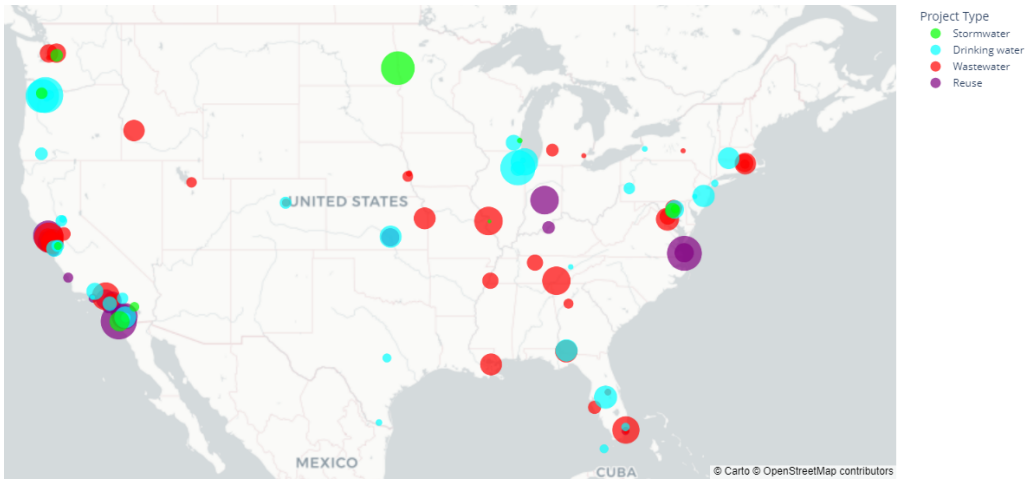 Project Type
Stormwater
Drinking water
Wastewater
Reuse
UNITED STATES
MEXICO
CUBA
© Carto © OpenStreetMap contributors